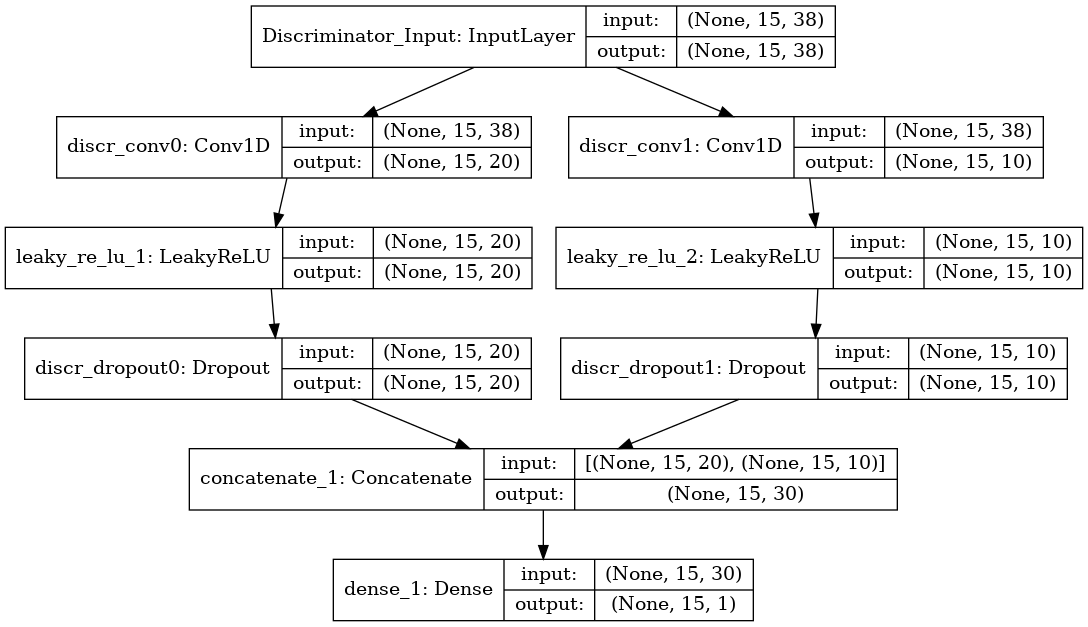 Discriminator_Input: InputLayer
input: (None, 15, 38)
output: (None, 15, 38)
discr_conv0: Conv1D
input: (None, 15, 38)
output: (None, 15, 20)
discr_conv1: Conv1D
input: (None, 15, 38)
output: (None, 15, 10)
leaky_re_lu_1: LeakyReLU
input: (None, 15, 20)
output: (None, 15, 20)
leaky_re_lu_2: LeakyReLU
input: (None, 15, 10)
output: (None, 15, 10)
discr_dropout0: Dropout
input: (None, 15, 20)
output: (None, 15, 20)
discr_dropout1: Dropout
input: (None, 15, 10)
output: (None, 15, 10)
concatenate_1: Concatenate
input: [(None, 15, 20), (None, 15, 10)]
output: (None, 15, 30)
dense_1: Dense
input: (None, 15, 30)
output: (None, 15, 1)